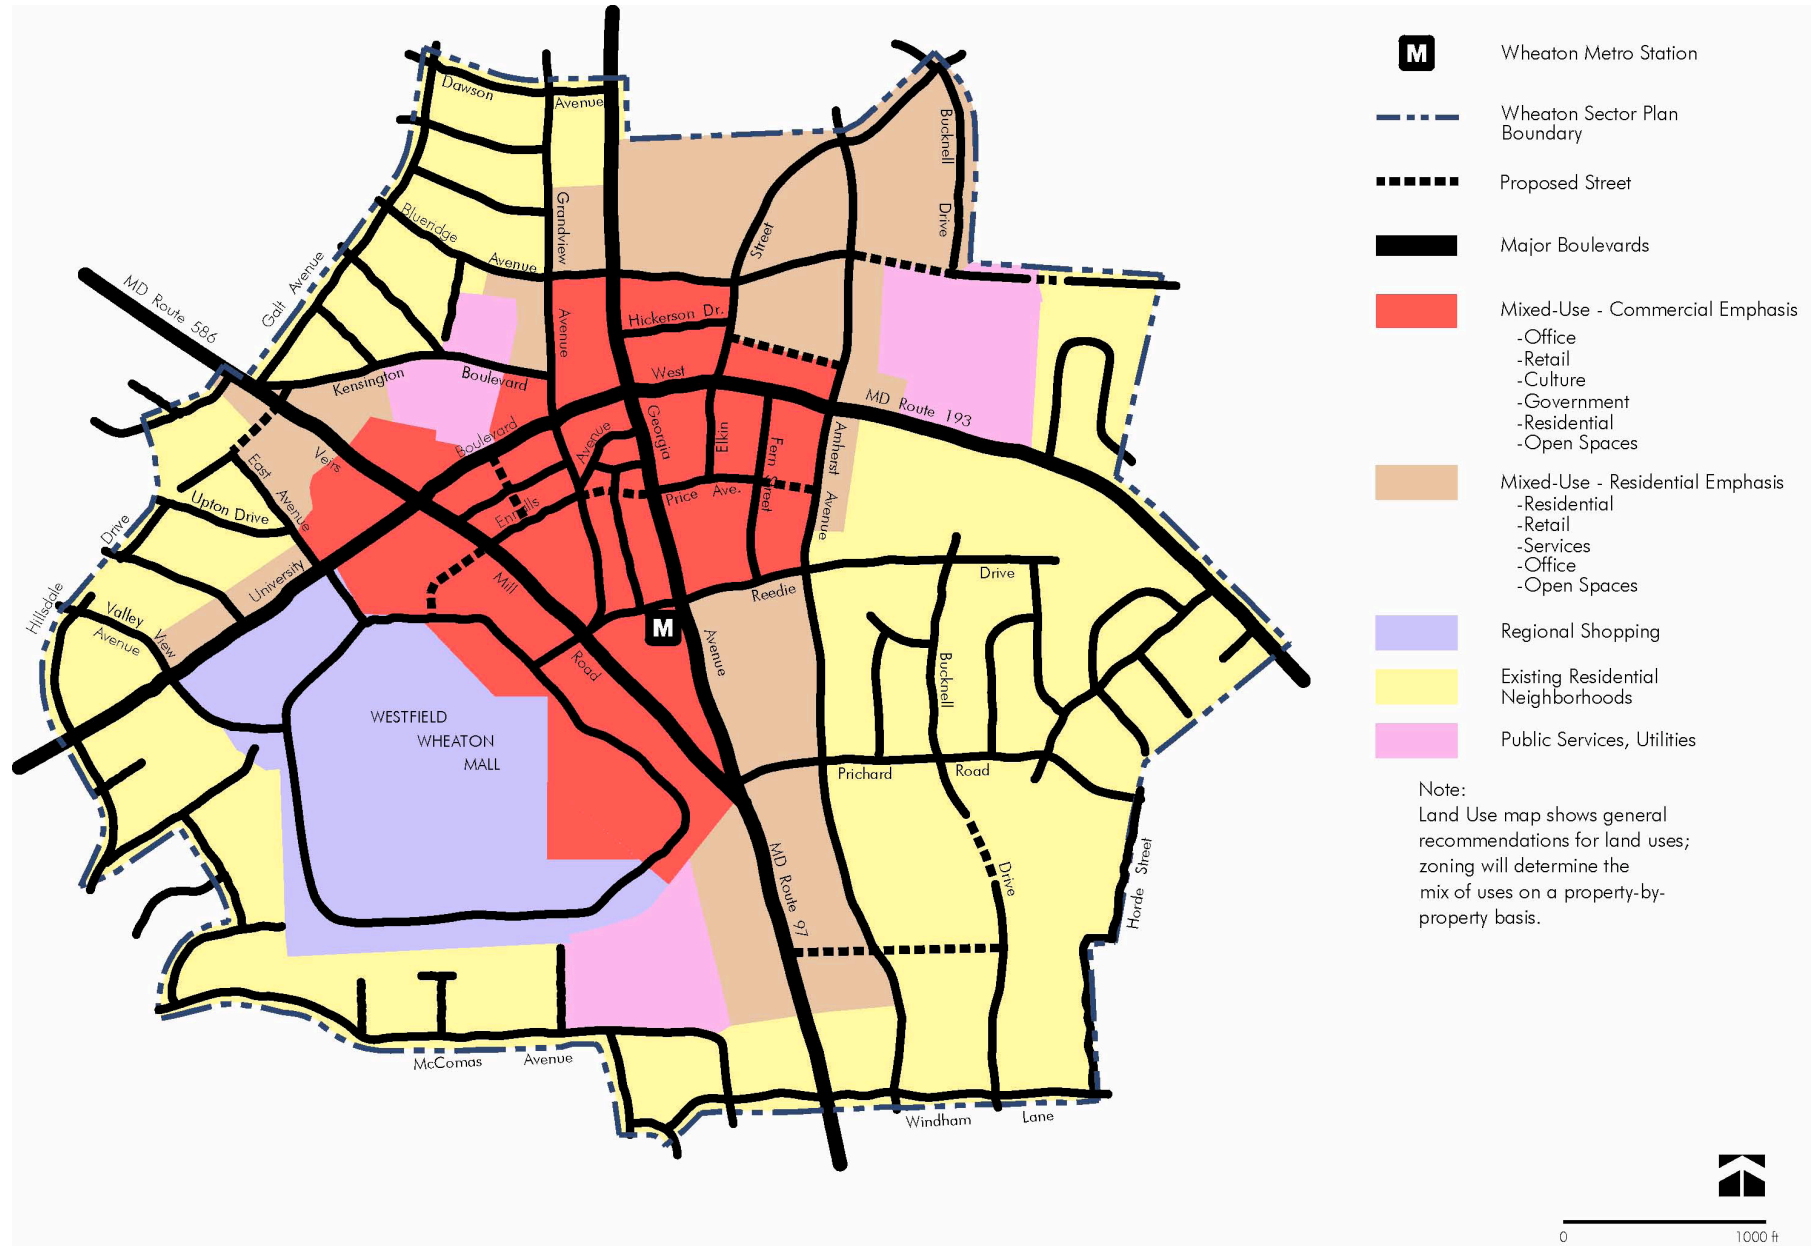 Dawson
Avenue
Bucknell
Drive
Grandview
Avenue
Blueridge
Avenue
Street
Galt Avenue
MD Route 586
Hickerson Dr.
Kensington
Boulevard
West
MD Route 193
Veirs
Boulevard
Avenue
Georgia
Elkin
Fern Street
Amherst
Avenue
East
Avenue
Upton Drive
Ennalls
Price Ave.
Hillsdale
Drive
University
Mill
Road
Reedie
Drive
M
Valley
View
Avenue
Avenue
Bucknell
WESTFIELD
WHEATON
MALL
Prichard
Road
MD Route 97
Drive
Horde Street
McComas
Avenue
Windham
Lane
M
Wheaton Metro Station
Wheaton Sector Plan
Boundary
Proposed Street
Major Boulevards
Mixed-Use - Commercial Emphasis
-Office
-Retail
-Culture
-Government
-Residential
-Open Spaces
Mixed-Use - Residential Emphasis
-Residential
-Retail
-Services
-Office
-Open Spaces
Regional Shopping
Existing Residential
Neighborhoods
Public Services, Utilities
Note:
Land Use map shows general
recommendations for land uses;
zoning will determine the
mix of uses on a property-by-
property basis.
0
1000 ft